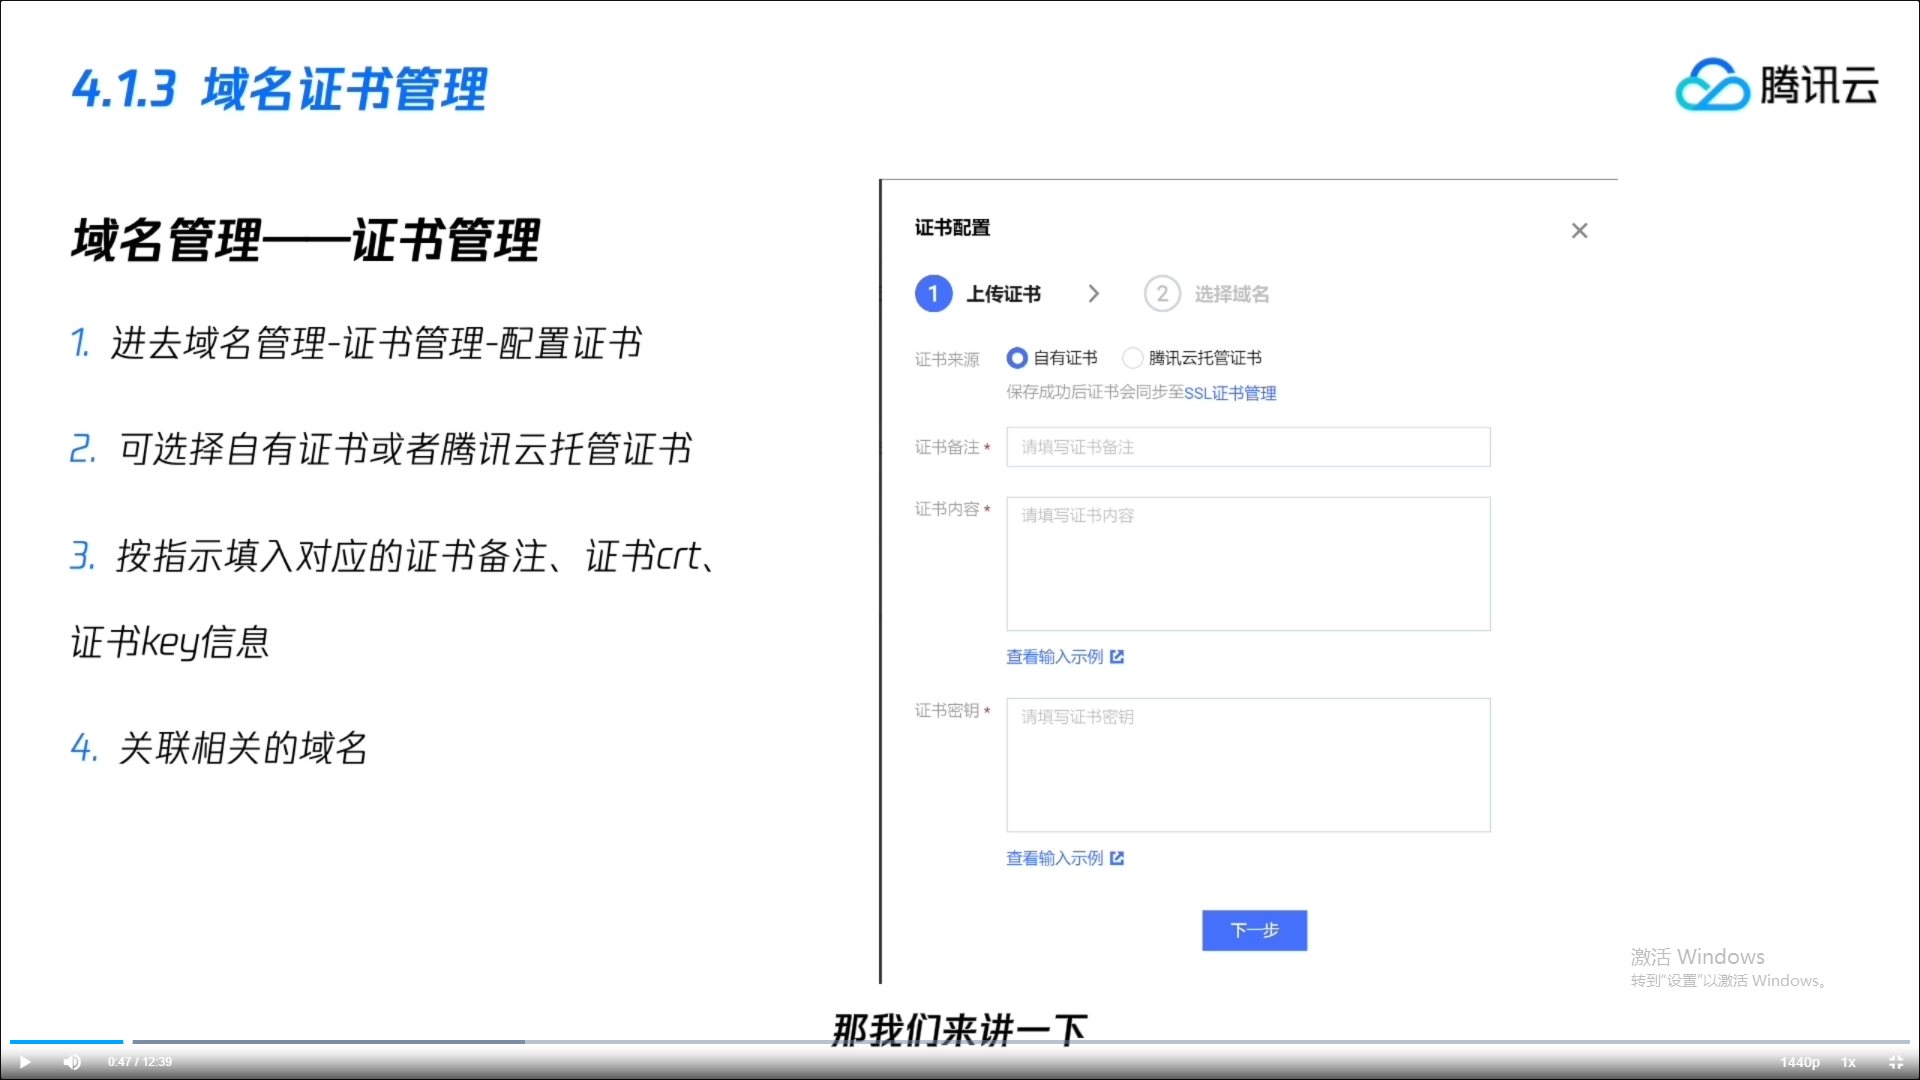 4.1.3 域名证书管理
腾讯云
域名管理——证书管理
1. 进去域名管理-证书管理-配置证书
2. 可选择自有证书或者腾讯云托管证书
3. 按指示填入对应的证书备注、证书crt、
证书key信息
4. 关联相关的域名
证书配置
1 上传证书 2 选择域名
证书来源 自有证书 腾讯云托管证书
保存成功后证书会同步至SSL证书管理
证书备注 * 请填写证书备注
证书内容 * 请填写证书内容
查看输入示例
证书密钥 * 请填写证书密钥
查看输入示例
下一步
激活 Windows
转到“设置”以激活 Windows。
那我们来讲一下
0:47 / 12:39 1440p 1x